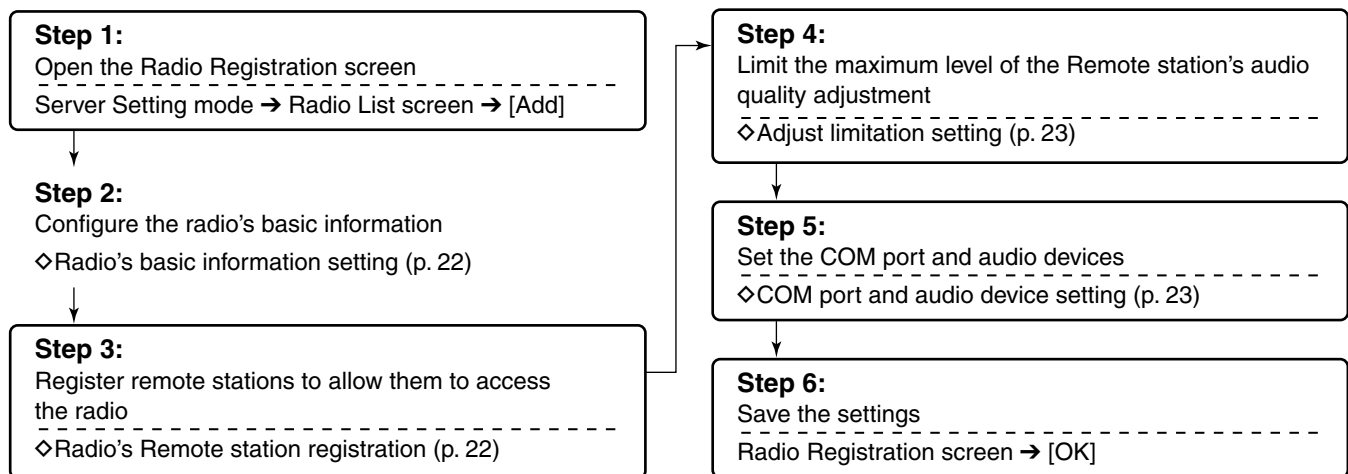 Step 1:
Open the Radio Registration screen
Server Setting mode ➔ Radio List screen ➔ [Add]
Step 2:
Configure the radio's basic information
◇Radio's basic information setting (p. 22)
Step 3:
Register remote stations to allow them to access
the radio
◇Radio's Remote station registration (p. 22)
Step 4:
Limit the maximum level of the Remote station's audio
quality adjustment
◇Adjust limitation setting (p. 23)
Step 5:
Set the COM port and audio devices
◇COM port and audio device setting (p. 23)
Step 6:
Save the settings
Radio Registration screen ➔ [OK]